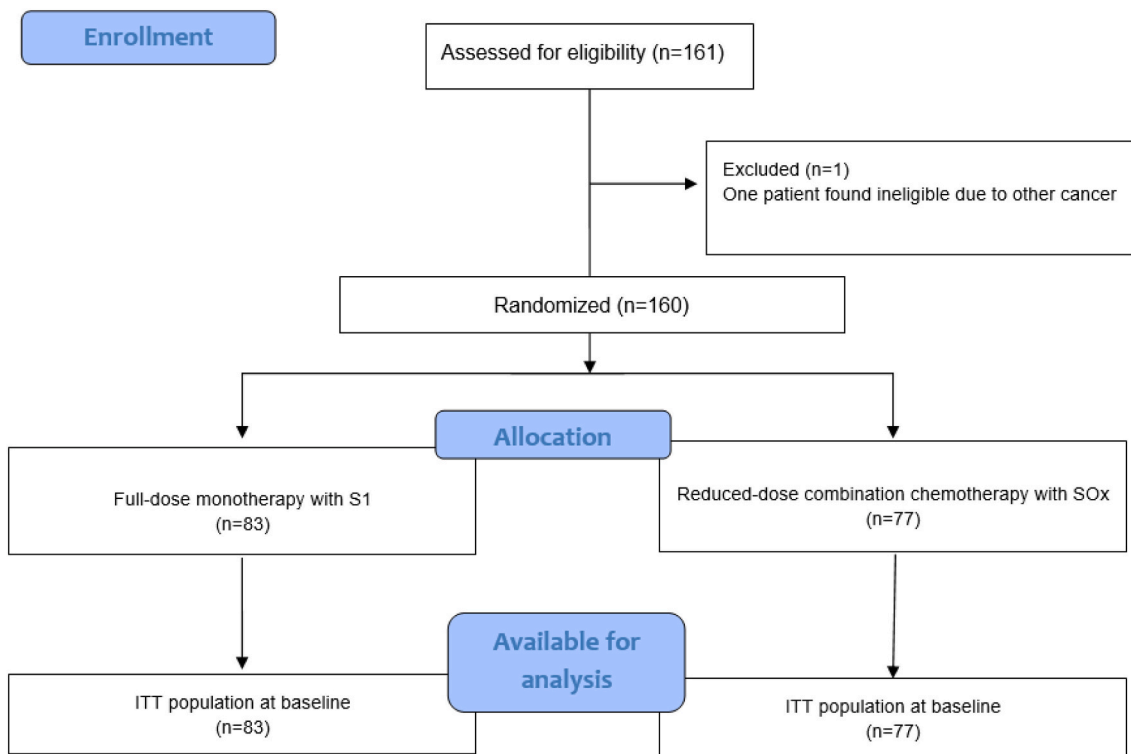 Enrollment
Assessed for eligibility (n=161)
Excluded (n=1)
One patient found ineligible due to other cancer
Randomized (n=160)
Allocation
Full-dose monotherapy with S1
(n=83)
Reduced-dose combination chemotherapy with SOx
(n=77)
Available for
analysis
ITT population at baseline
(n=83)
ITT population at baseline
(n=77)